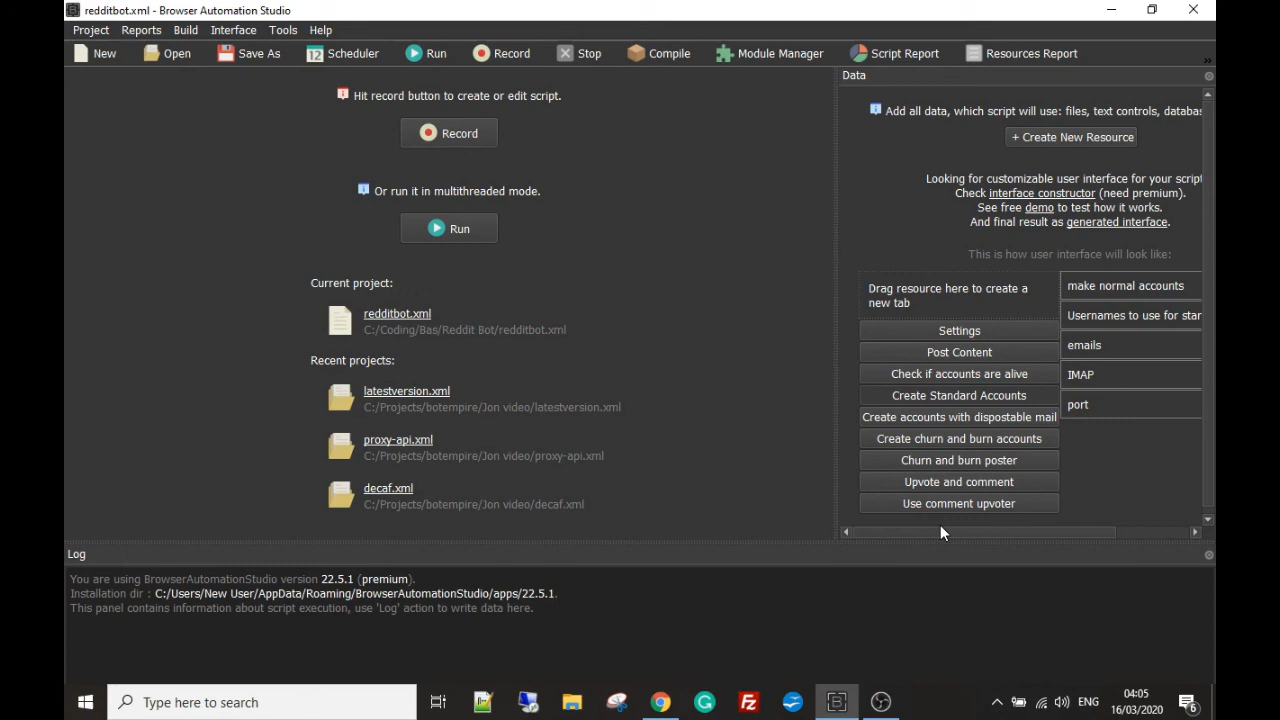 redditbot.xml - Browser Automation Studio
Project Reports Build Interface Tools Help
New Open Save As 12 Scheduler Run Record Stop Compile Module Manager Script Report Resources Report »
Hit record button to create or edit script.
Record
Or run it in multithreaded mode.
Run
Current project:
redditbot.xml
C:/Coding/Bas/Reddit Bot/redditbot.xml
Recent projects:
latestversion.xml
C:/Projects/botempire/Jon video/latestversion.xml
proxy-api.xml
C:/Projects/botempire/Jon video/proxy-api.xml
decaf.xml
C:/Projects/botempire/Jon video/decaf.xml
Data
Add all data, which script will use: files, text controls, databas
+ Create New Resource
Looking for customizable user interface for your scrip
Check interface constructor (need premium).
See free demo to test how it works.
And final result as generated interface.
This is how user interface will look like:
Drag resource here to create a
new tab
Settings
Post Content
Check if accounts are alive
Create Standard Accounts
Create accounts with dispostable mail
Create churn and burn accounts
Churn and burn poster
Upvote and comment
Use comment upvoter
make normal accounts
Usernames to use for star
emails
IMAP
port
Log
You are using BrowserAutomationStudio version 22.5.1 (premium).
Installation dir : C:/Users/New User/AppData/Roaming/BrowserAutomationStudio/apps/22.5.1.
This panel contains information about script execution, use 'Log' action to write data here.
Type here to search
ENG
04:05
16/03/2020
6